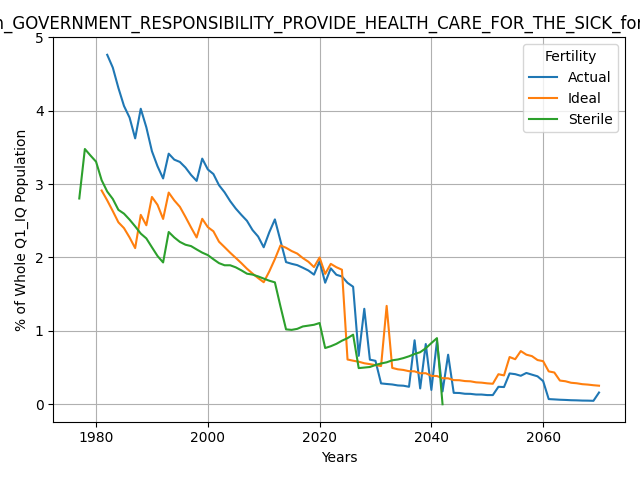 _GOVERNMENT_RESPONSIBILITY_PROVIDE_HEALTH_CARE_FOR_THE_SICK_for
5
4
3
2
1
0
% of Whole Q1_IQ Population
Fertility
Actual
Ideal
Sterile
1980
2000
2020
2040
2060
Years